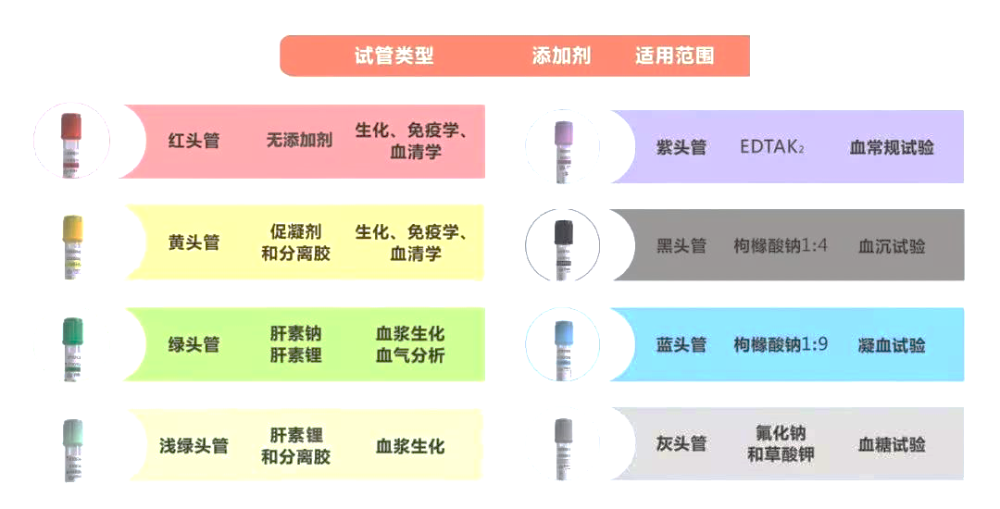 试管类型 添加剂 适用范围
红头管 无添加剂 生化、免疫学、
血清学
黄头管 促凝剂
和分离胶 生化、免疫学、
血清学
绿头管 肝素钠
肝素锂 血浆生化
血气分析
浅绿头管 肝素锂
和分离胶 血浆生化
紫头管 EDTAK₂ 血常规试验
黑头管 枸橼酸钠1:4 血沉试验
蓝头管 枸橼酸钠1:9 凝血试验
灰头管 氟化钠
和草酸钾 血糖试验